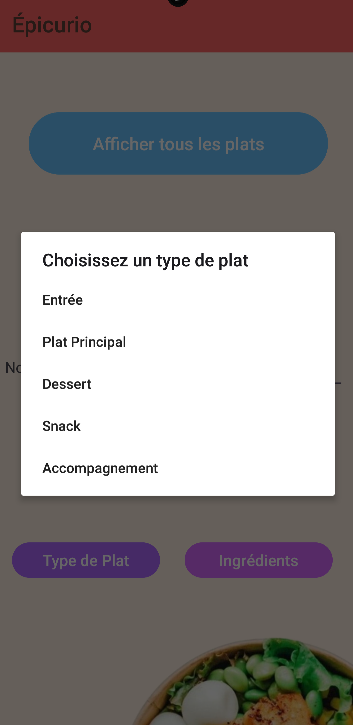 Épicurio
Afficher tous les plats
Choisissez un type de plat
Entrée
Plat Principal
No
Dessert
Snack
Accompagnement
Type de Plat
Ingrédients